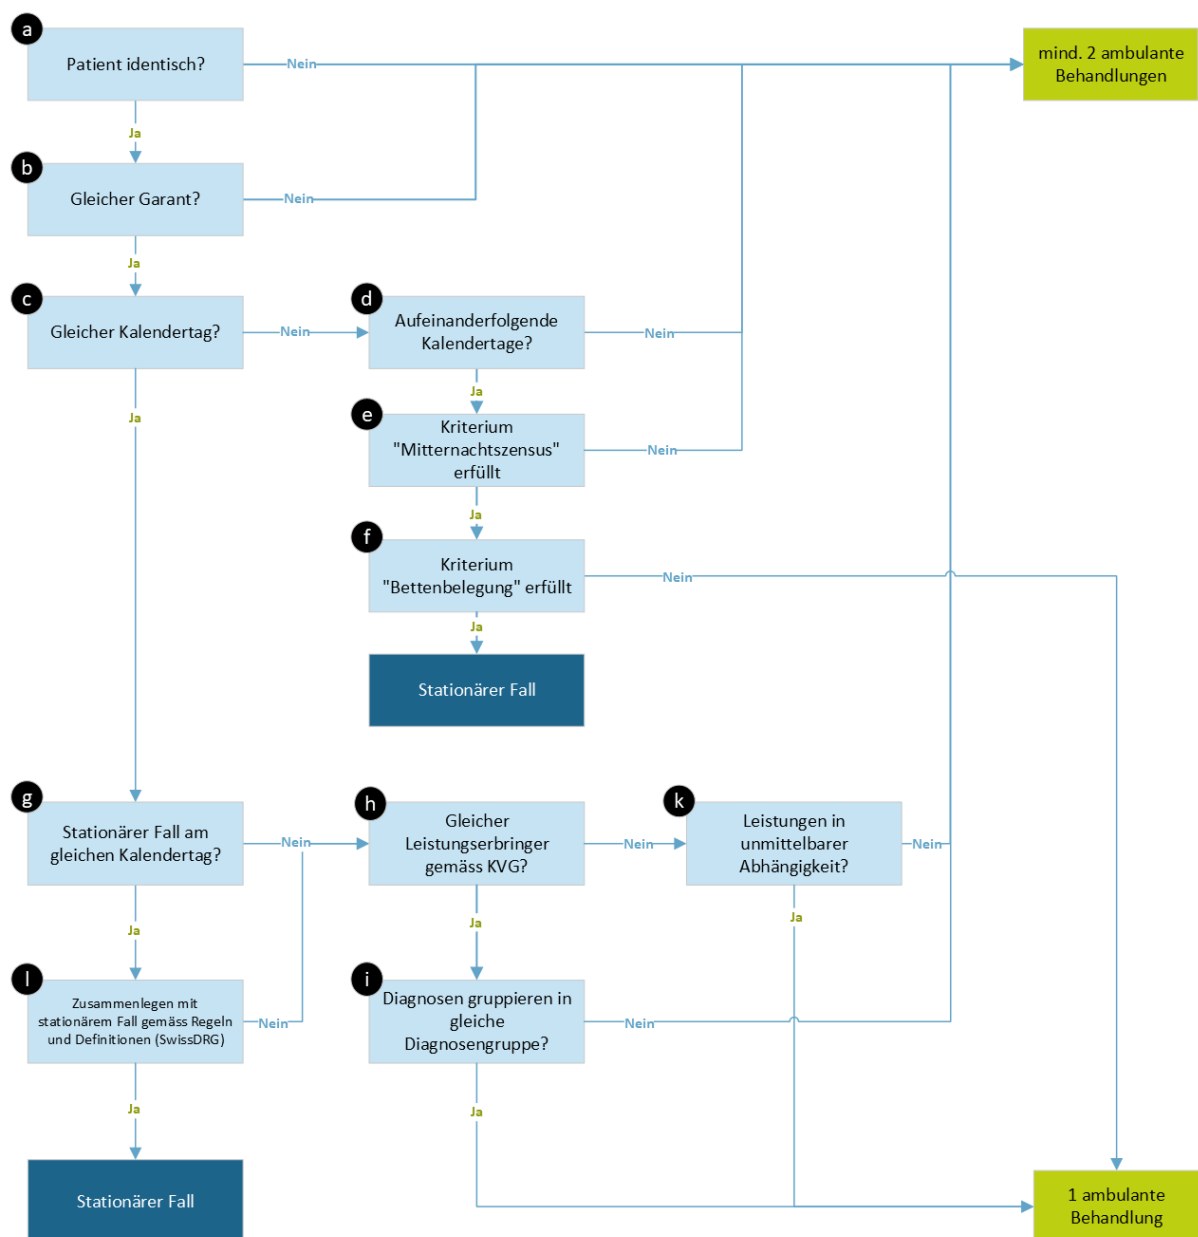 a
Patient identisch?
Nein
mind. 2 ambulante
Behandlungen
Ja
b
Gleicher Garant?
Nein
Ja
c
Gleicher Kalendertag?
Nein
d
Aufeinanderfolgende
Kalendertage?
Nein
Ja
Ja
e
Kriterium
"Mitternachtszensus"
erfüllt
Nein
Ja
f
Kriterium
"Bettenbelegung" erfüllt
Nein
Ja
Stationärer Fall
g
Stationärer Fall am
gleichen Kalendertag?
Nein
h
Gleicher
Leistungserbringer
gemäss KVG?
Nein
k
Leistungen in
unmittelbarer
Abhängigkeit?
Nein
Ja
Ja
Ja
l
Zusammenlegen mit
stationärem Fall gemäss Regeln
und Definitionen (SwissDRG)
Nein
i
Diagnosen gruppieren in
gleiche
Diagnosengruppe?
Nein
Ja
Ja
Stationärer Fall
1 ambulante
Behandlung